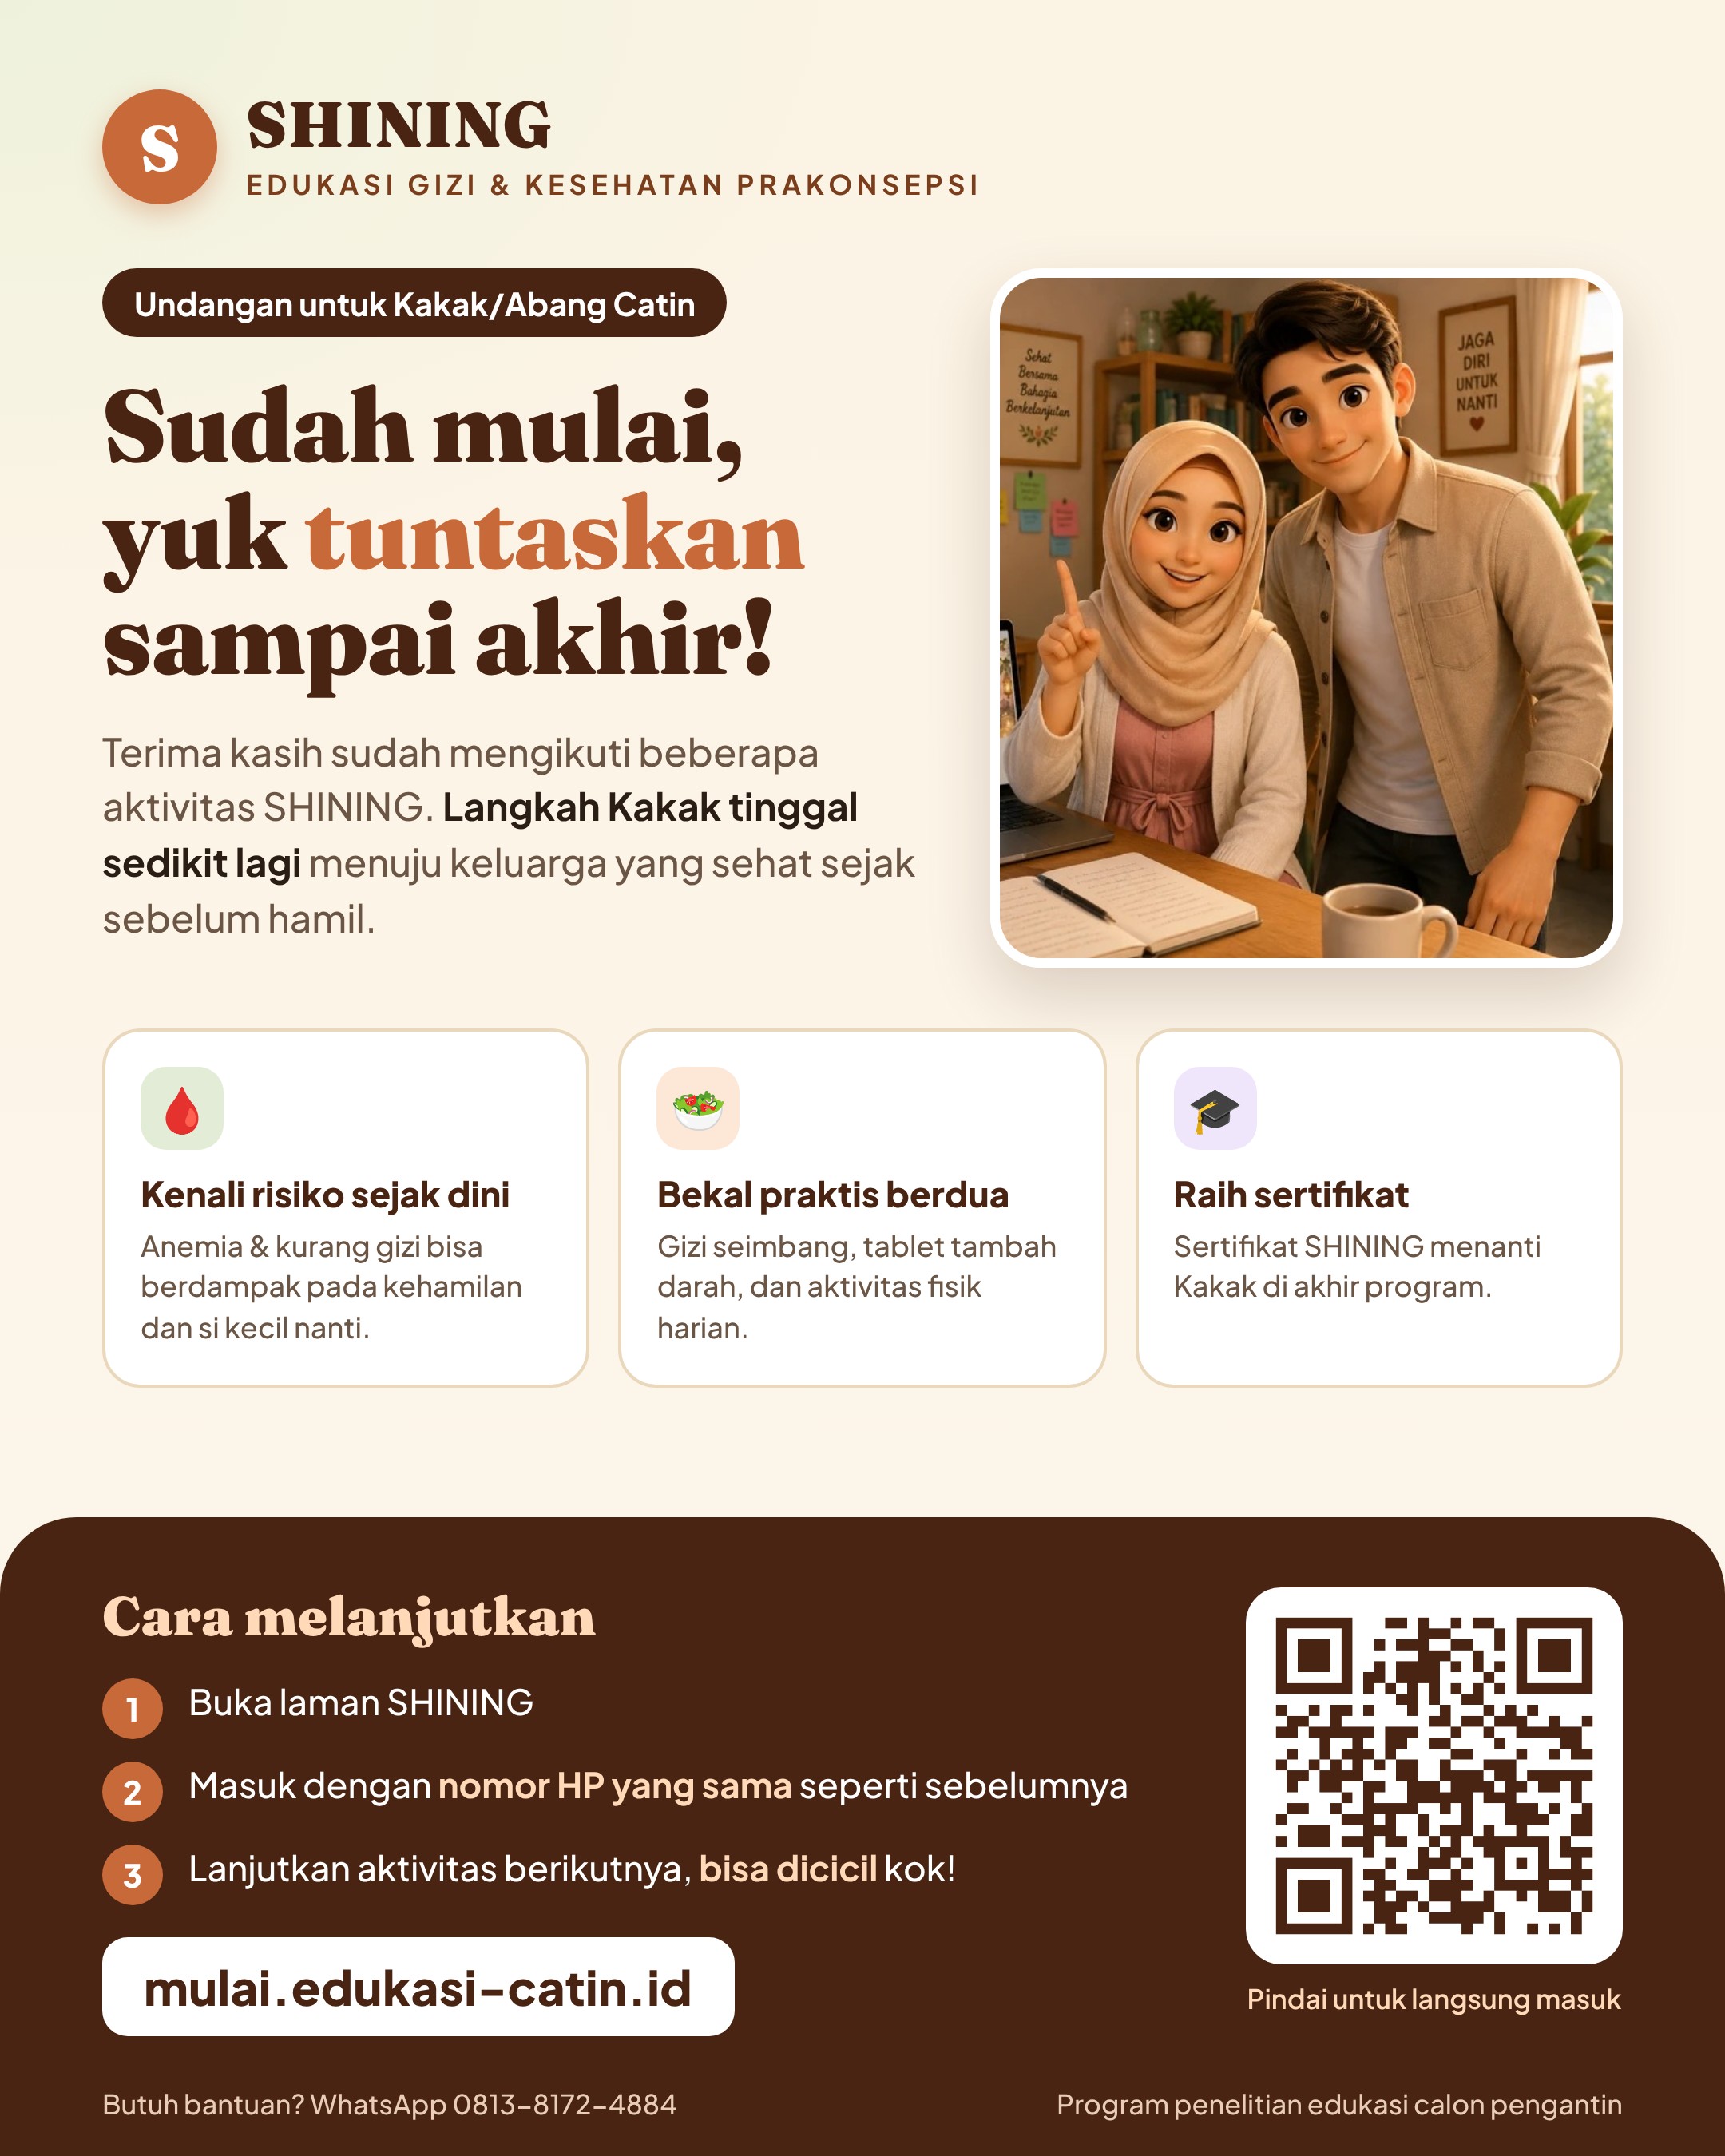 S
SHINING
EDUKASI GIZI & KESEHATAN PRAKONSEPSI
Undangan untuk Kakak/Abang Catin
Sudah mulai,
yuk tuntaskan
sampai akhir!
Terima kasih sudah mengikuti beberapa
aktivitas SHINING. Langkah Kakak tinggal
sedikit lagi menuju keluarga yang sehat sejak
sebelum hamil.
Sehat
Bersama
Bahagia
Berkelanjutan
JAGA
DIRI
UNTUK
NANTI
Kenali risiko sejak dini
Anemia & kurang gizi bisa
berdampak pada kehamilan
dan si kecil nanti.
Bekal praktis berdua
Gizi seimbang, tablet tambah
darah, dan aktivitas fisik
harian.
Raih sertifikat
Sertifikat SHINING menanti
Kakak di akhir program.
Cara melanjutkan
1 Buka laman SHINING
2 Masuk dengan nomor HP yang sama seperti sebelumnya
3 Lanjutkan aktivitas berikutnya, bisa dicicil kok!
mulai.edukasi-catin.id
Pindai untuk langsung masuk
Butuh bantuan? WhatsApp 0813-8172-4884
Program penelitian edukasi calon pengantin